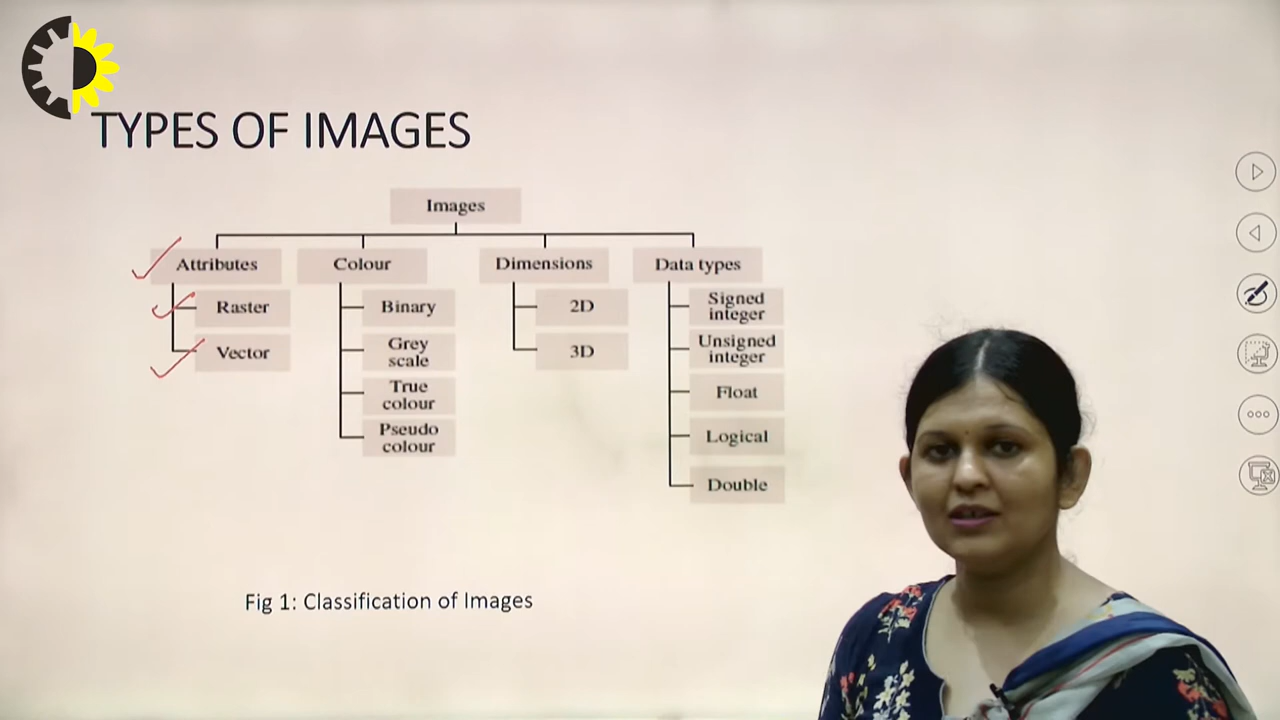 TYPES OF IMAGES
Images
Attributes
Raster
Vector
Colour
Binary
Grey
scale
True
colour
Pseudo
colour
Dimensions
2D
3D
Data types
Signed
integer
Unsigned
integer
Float
Logical
Double
Fig 1: Classification of Images